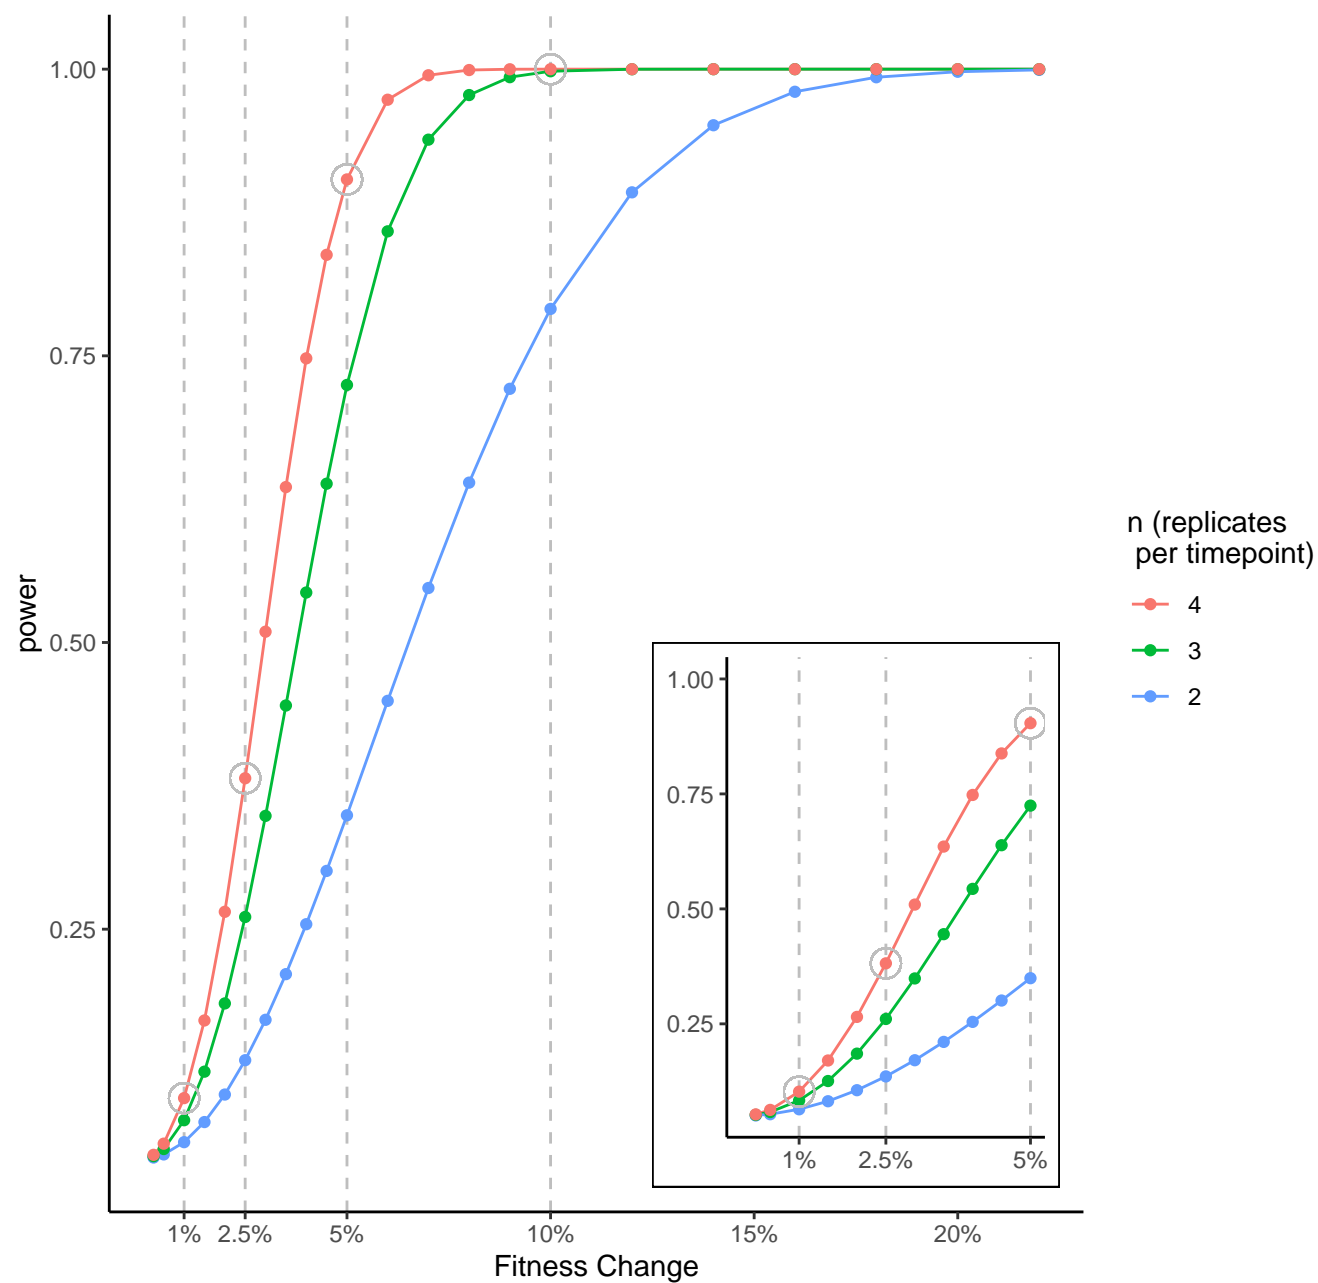 1.00
0.75
0.50
0.25
power
1% 2.5% 5% 10% 15% 20%
Fitness Change
1.00
0.75
0.50
0.25
1% 2.5% 5%
n (replicates
per timepoint)
4
3
2